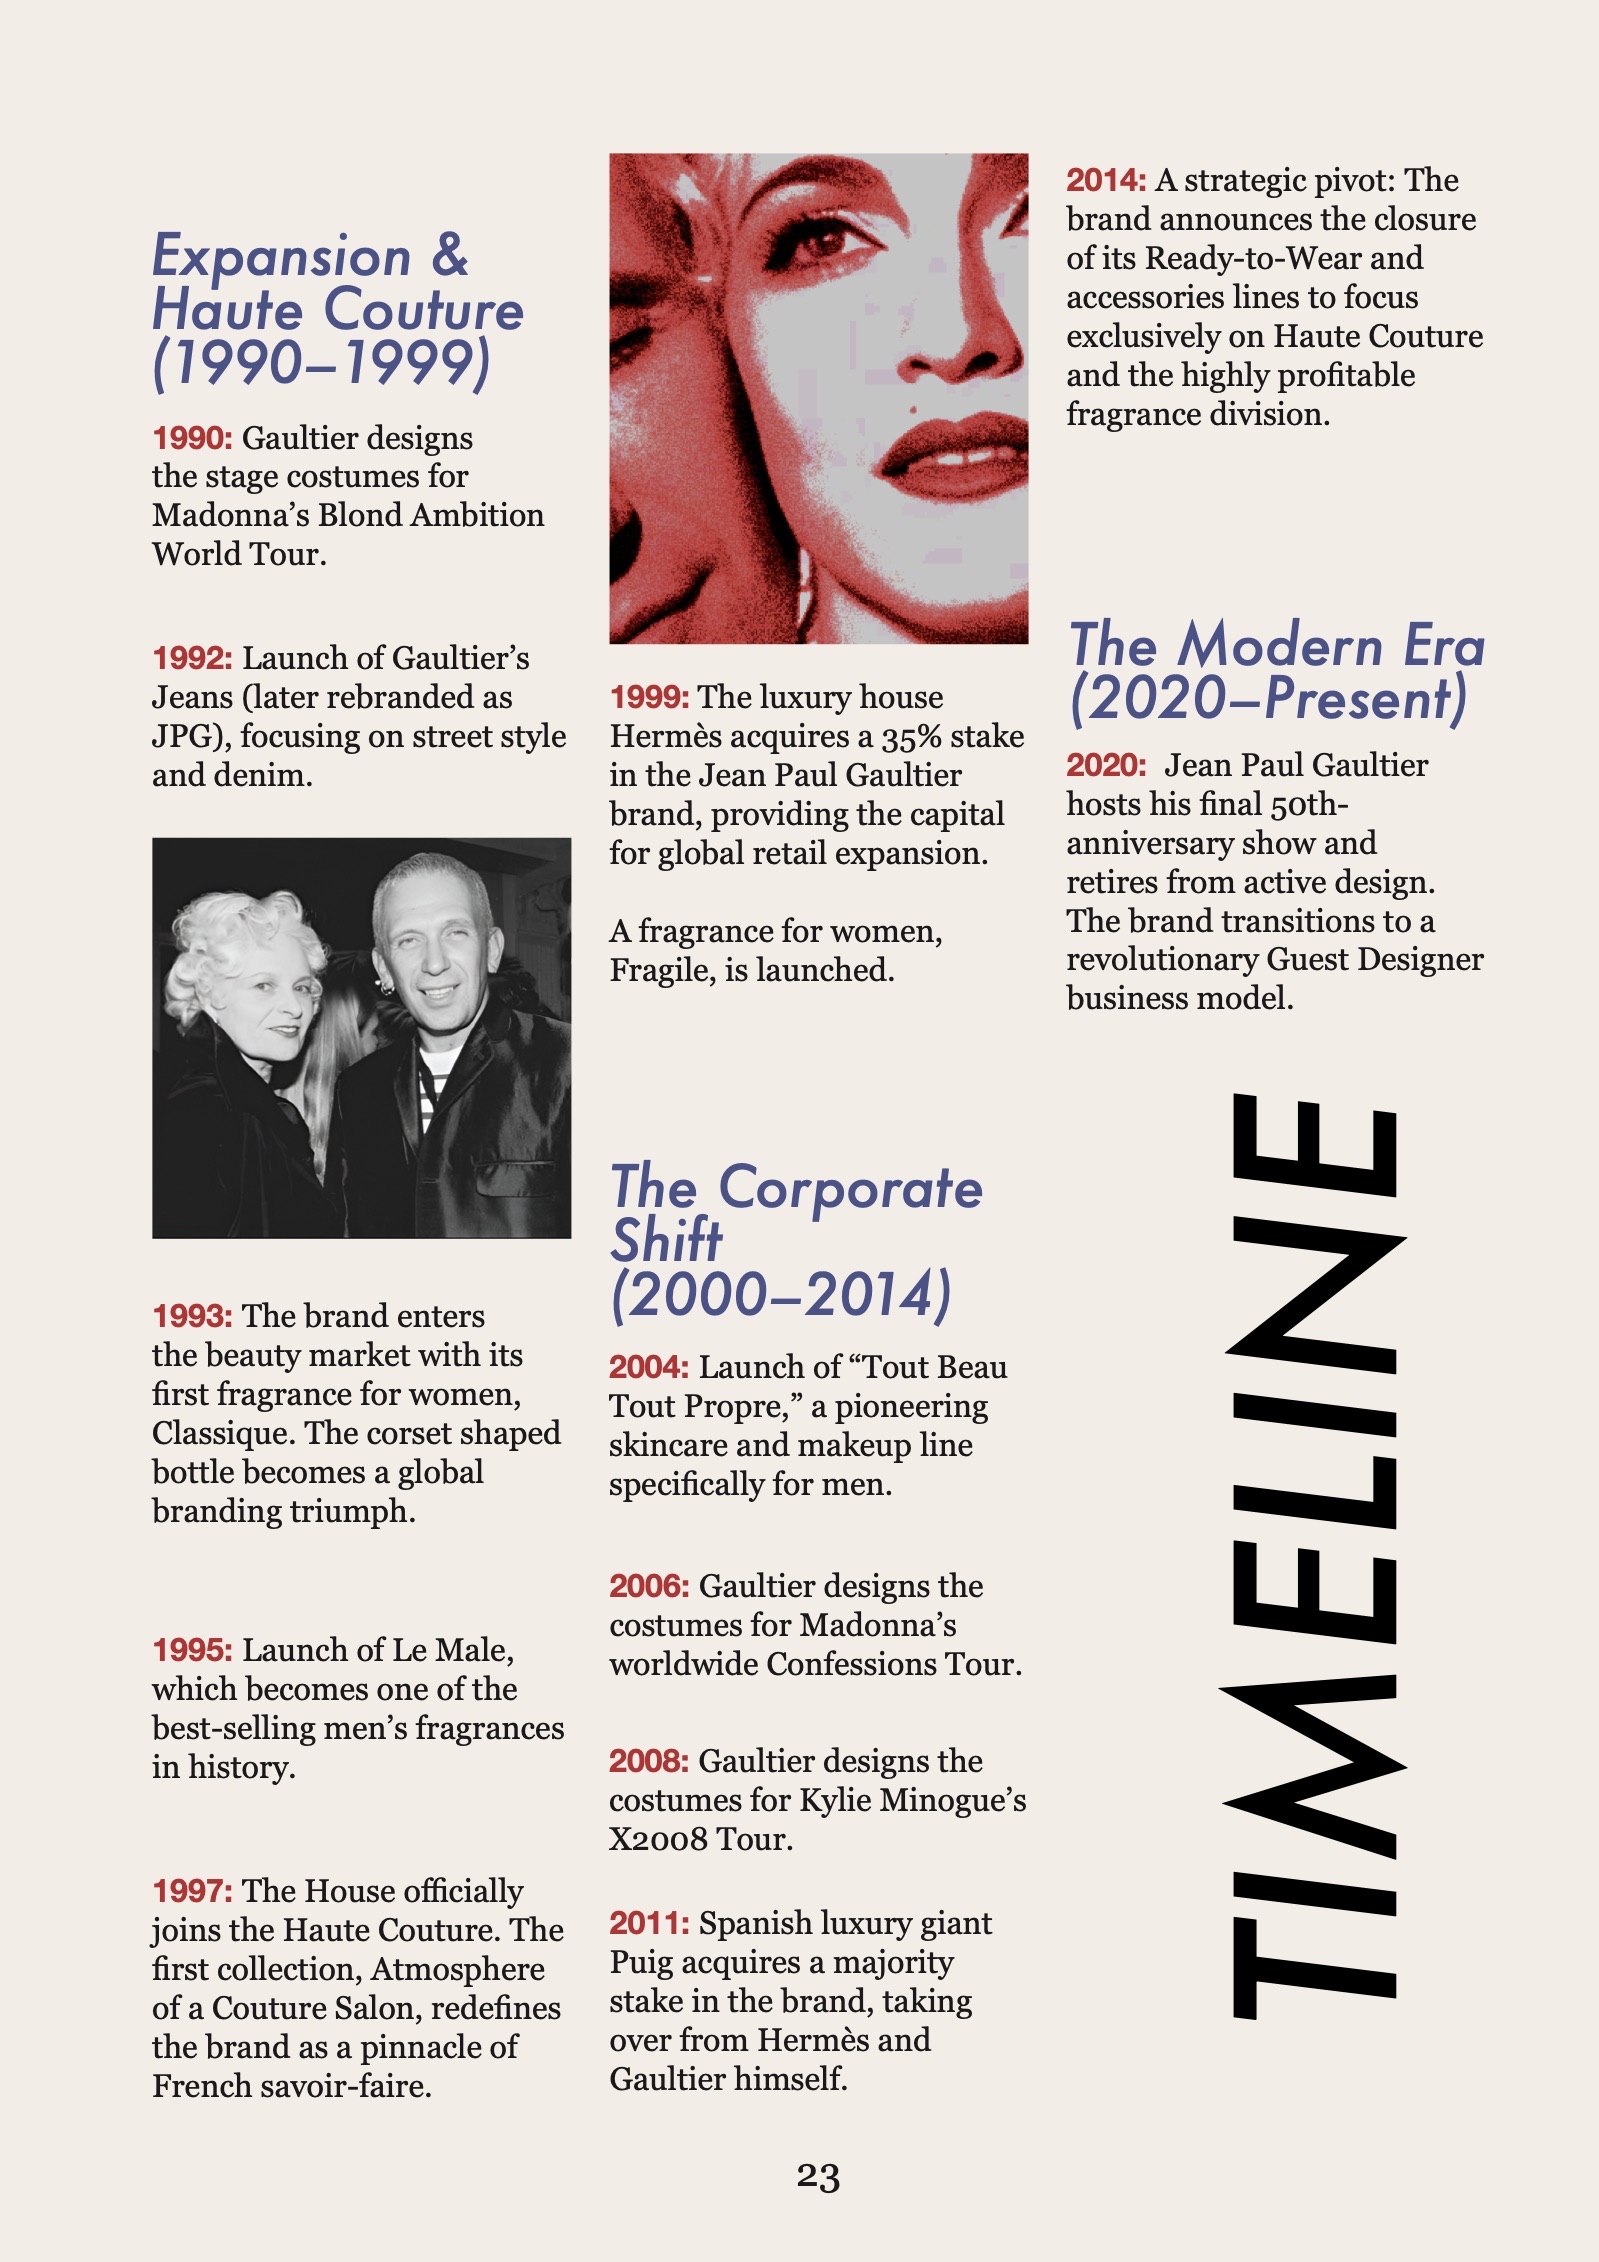 Expansion &
Haute Couture
(1990–1999)
1990: Gaultier designs
the stage costumes for
Madonna’s Blond Ambition
World Tour.
1992: Launch of Gaultier’s
Jeans (later rebranded as
JPG), focusing on street style
and denim.
1993: The brand enters
the beauty market with its
first fragrance for women,
Classique. The corset shaped
bottle becomes a global
branding triumph.
1995: Launch of Le Male,
which becomes one of the
best-selling men’s fragrances
in history.
1997: The House officially
joins the Haute Couture. The
first collection, Atmosphere
of a Couture Salon, redefines
the brand as a pinnacle of
French savoir-faire.
1999: The luxury house
Hermès acquires a 35% stake
in the Jean Paul Gaultier
brand, providing the capital
for global retail expansion.
A fragrance for women,
Fragile, is launched.
The Corporate
Shift
(2000–2014)
2004: Launch of “Tout Beau
Tout Propre,” a pioneering
skincare and makeup line
specifically for men.
2006: Gaultier designs the
costumes for Madonna’s
worldwide Confessions Tour.
2008: Gaultier designs the
costumes for Kylie Minogue’s
X2008 Tour.
2011: Spanish luxury giant
Puig acquires a majority
stake in the brand, taking
over from Hermès and
Gaultier himself.
2014: A strategic pivot: The
brand announces the closure
of its Ready-to-Wear and
accessories lines to focus
exclusively on Haute Couture
and the highly profitable
fragrance division.
The Modern Era
(2020–Present)
2020: Jean Paul Gaultier
hosts his final 50th-
anniversary show and
retires from active design.
The brand transitions to a
revolutionary Guest Designer
business model.
TIMELINE
23